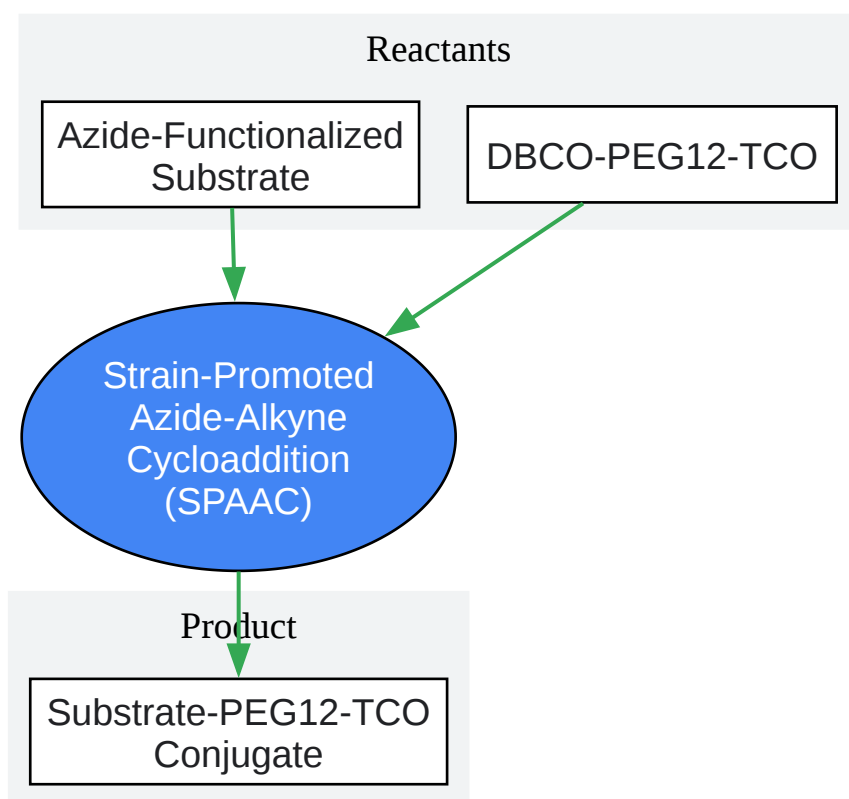 Reactants
Azide-Functionalized
Substrate
DBCO-PEG12-TCO
Strain-Promoted
Azide-Alkyne
Cycloaddition
(SPAAC)
Product
Substrate-PEG12-TCO
Conjugate